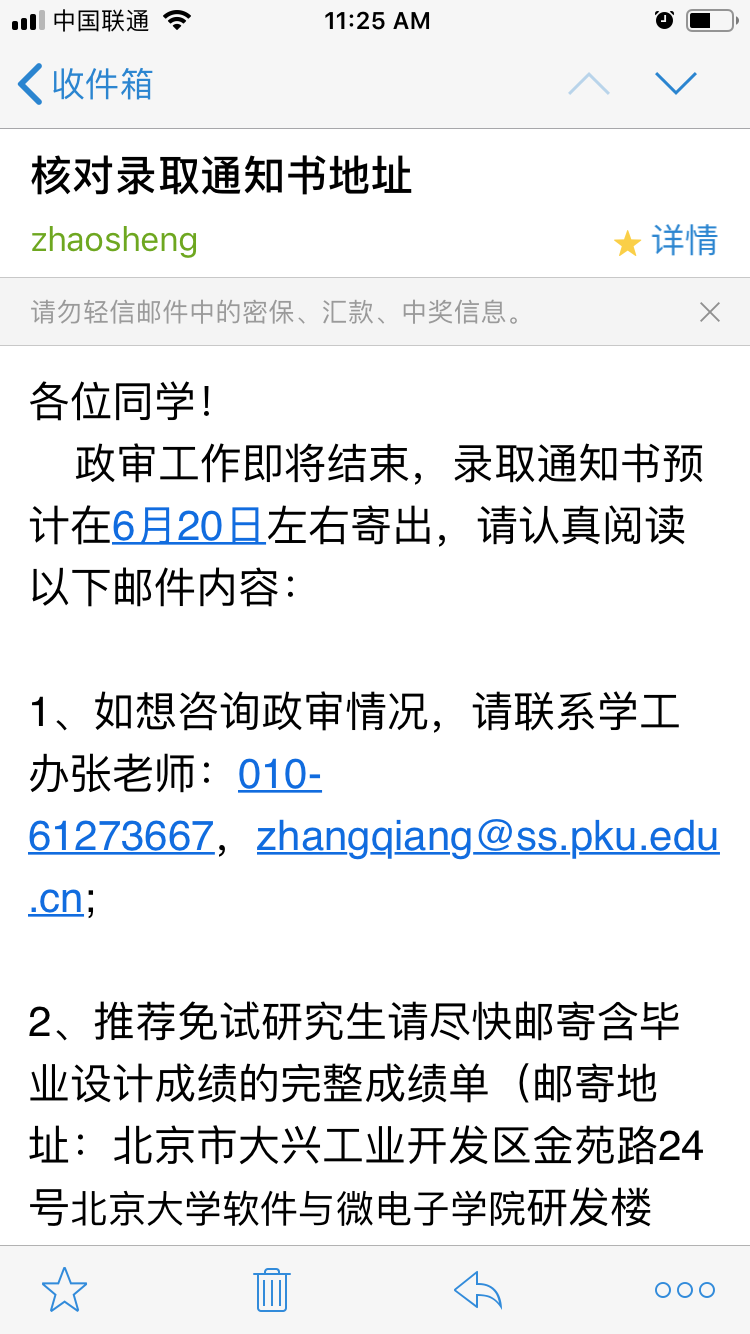 中国联通 11:25 AM
收件箱
核对录取通知书地址
zhaosheng 详情
请勿轻信邮件中的密保、汇款、中奖信息。
各位同学！
政审工作即将结束，录取通知书预
计在6月20日左右寄出，请认真阅读
以下邮件内容：
1、如想咨询政审情况，请联系学工
办张老师：010-
61273667，zhangqiang@ss.pku.edu
.cn;
2、推荐免试研究生请尽快邮寄含毕
业设计成绩的完整成绩单（邮寄地
址：北京市大兴工业开发区金苑路24
号北京大学软件与微电子学院研发楼